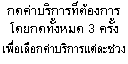 กดค่าบริการที่ต้องการ
โดยกดทั้งหมด 3 ครั้ง
เพื่อเลือกค่าบริการแต่ละช่วง